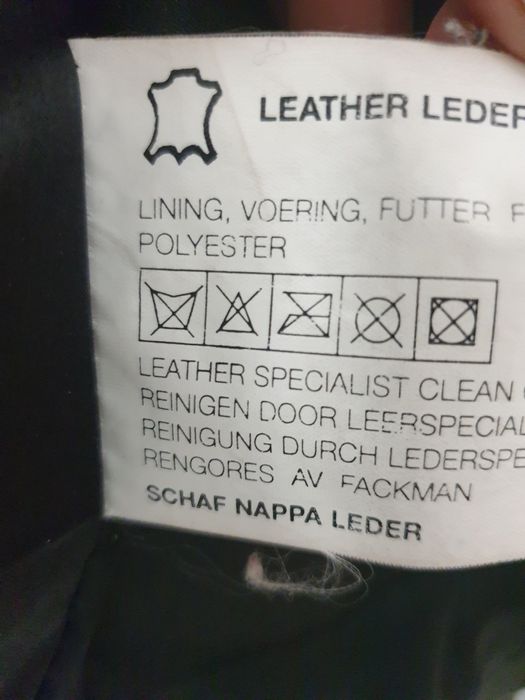 LEATHER LEDER
LINING, VOERING, FUTTER F
POLYESTER
LEATHER SPECIALIST CLEAN
REINIGEN DOOR LEERSPECIAL
REINIGUNG DURCH LEDERSPE
RENGORES AV FACKMAN
SCHAF NAPPA LEDER